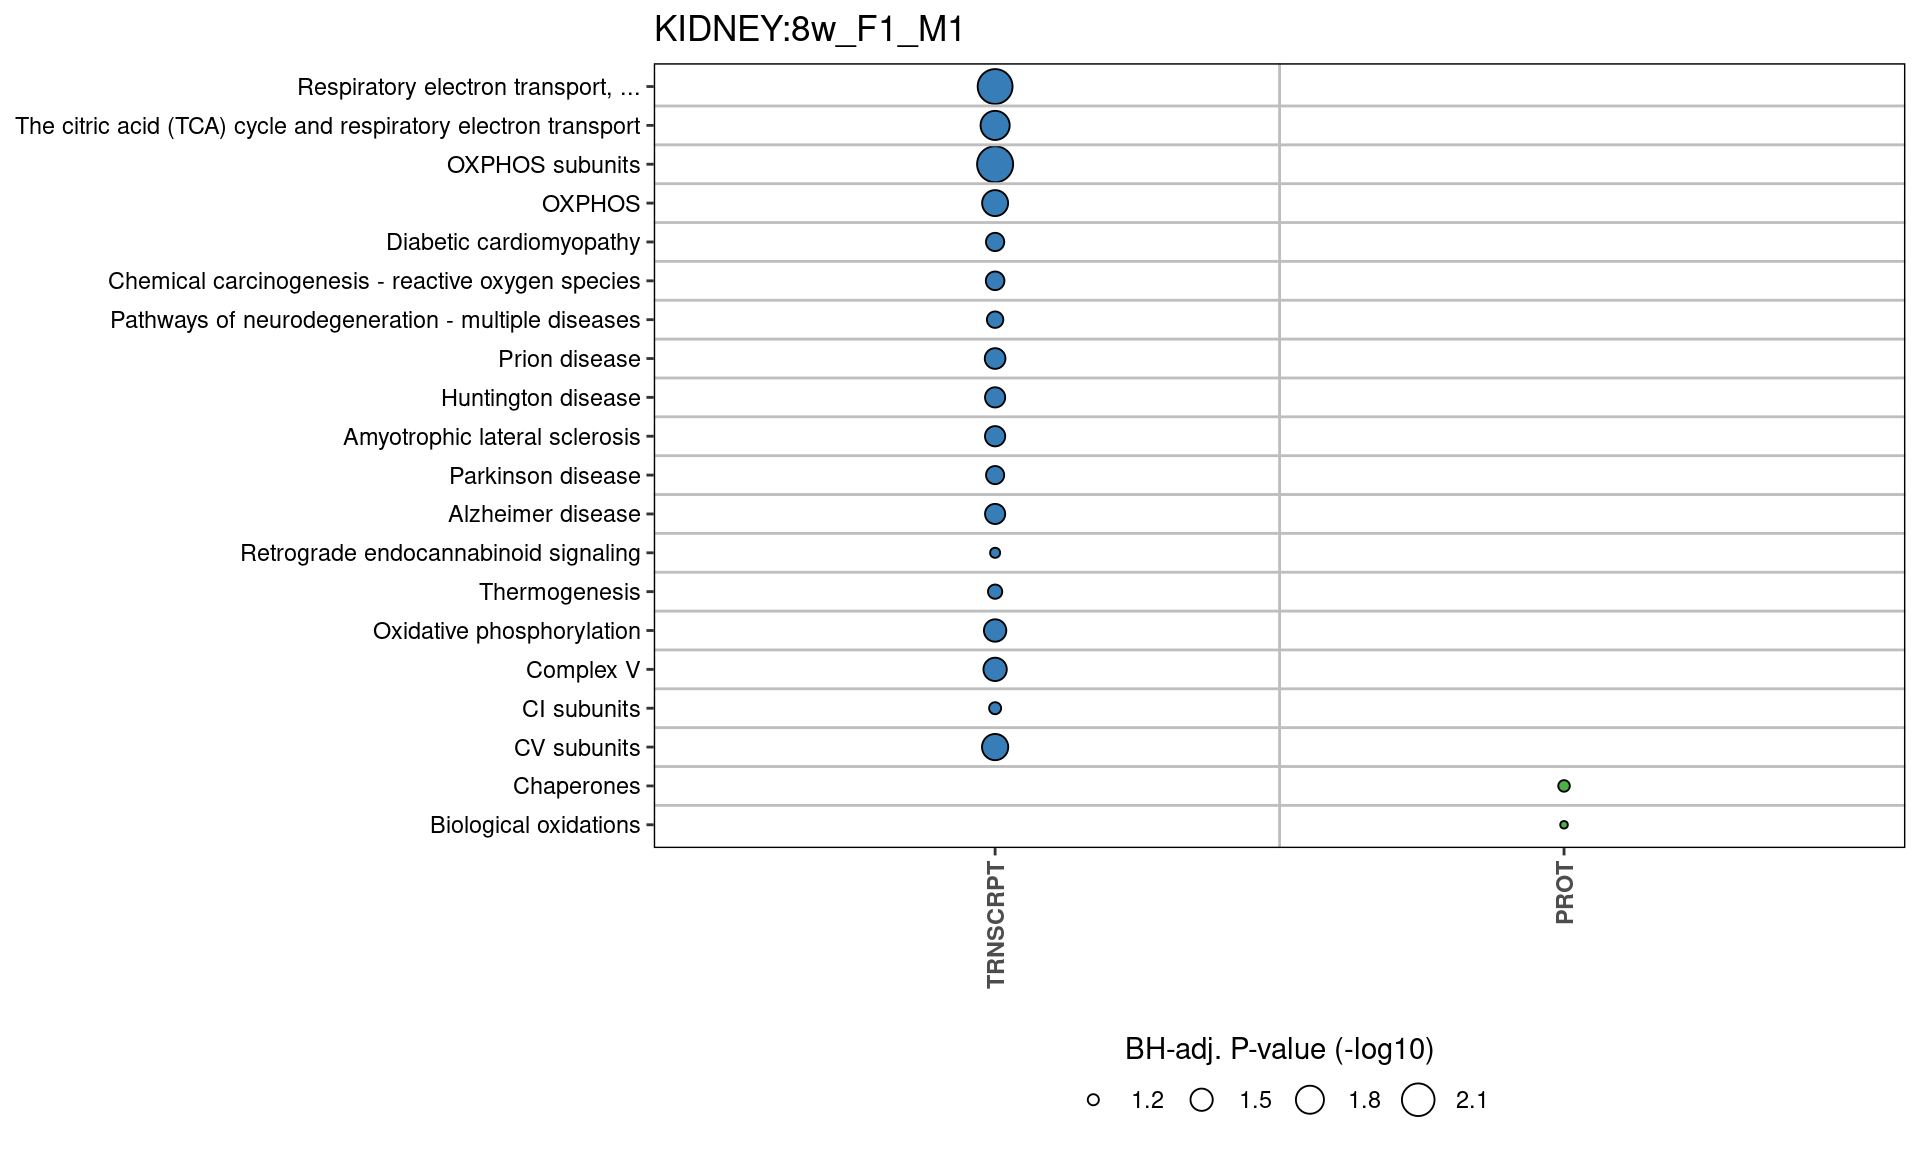 KIDNEY:8w_F1_M1
Respiratory electron transport, ...
The citric acid (TCA) cycle and respiratory electron transport
OXPHOS subunits
OXPHOS
Diabetic cardiomyopathy
Chemical carcinogenesis - reactive oxygen species
Pathways of neurodegeneration - multiple diseases
Prion disease
Huntington disease
Amyotrophic lateral sclerosis
Parkinson disease
Alzheimer disease
Retrograde endocannabinoid signaling
Thermogenesis
Oxidative phosphorylation
Complex V
CI subunits
CV subunits
Chaperones
Biological oxidations
TRNSCRPT
PROT
BH-adj. P-value (-log10)
1.2 1.5 1.8 2.1